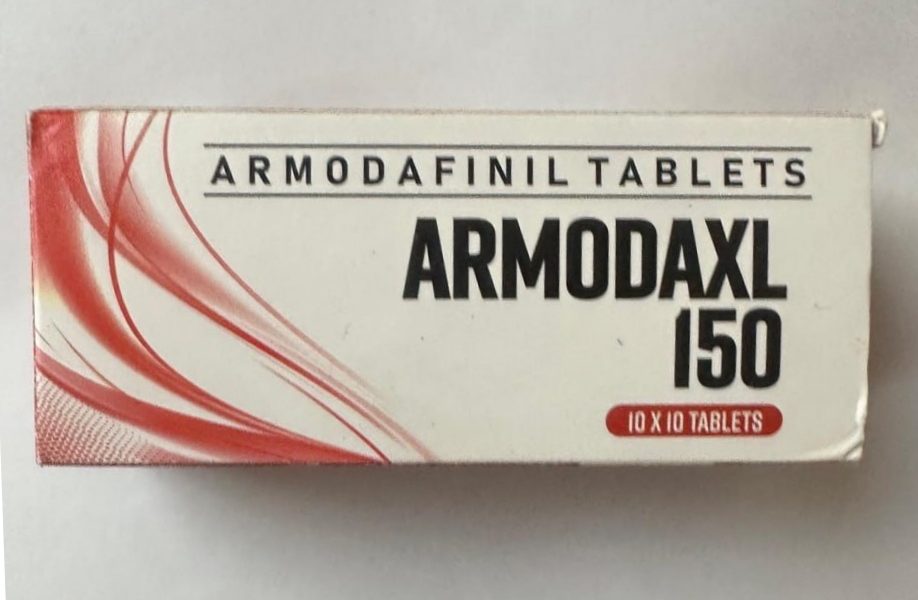 ARMODAFINIL TABLETS
ARMODAXL
150
10 X 10 TABLETS